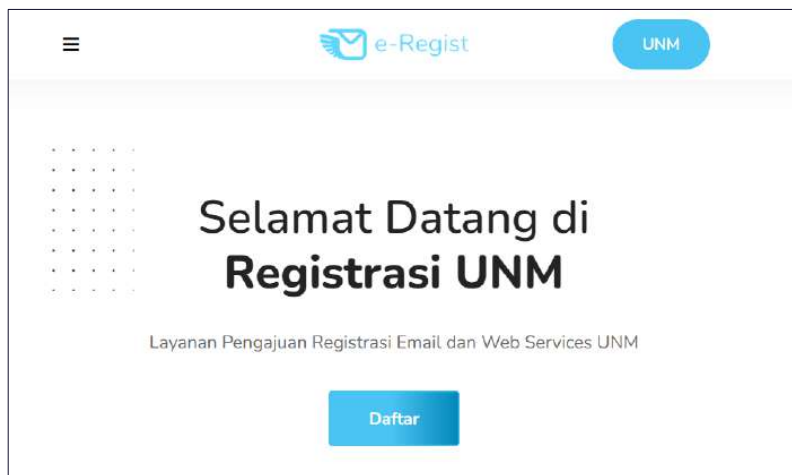 e-Regist
UNM
Selamat Datang di
Registrasi UNM
Layanan Pengajuan Registrasi Email dan Web Services UNM
Daftar